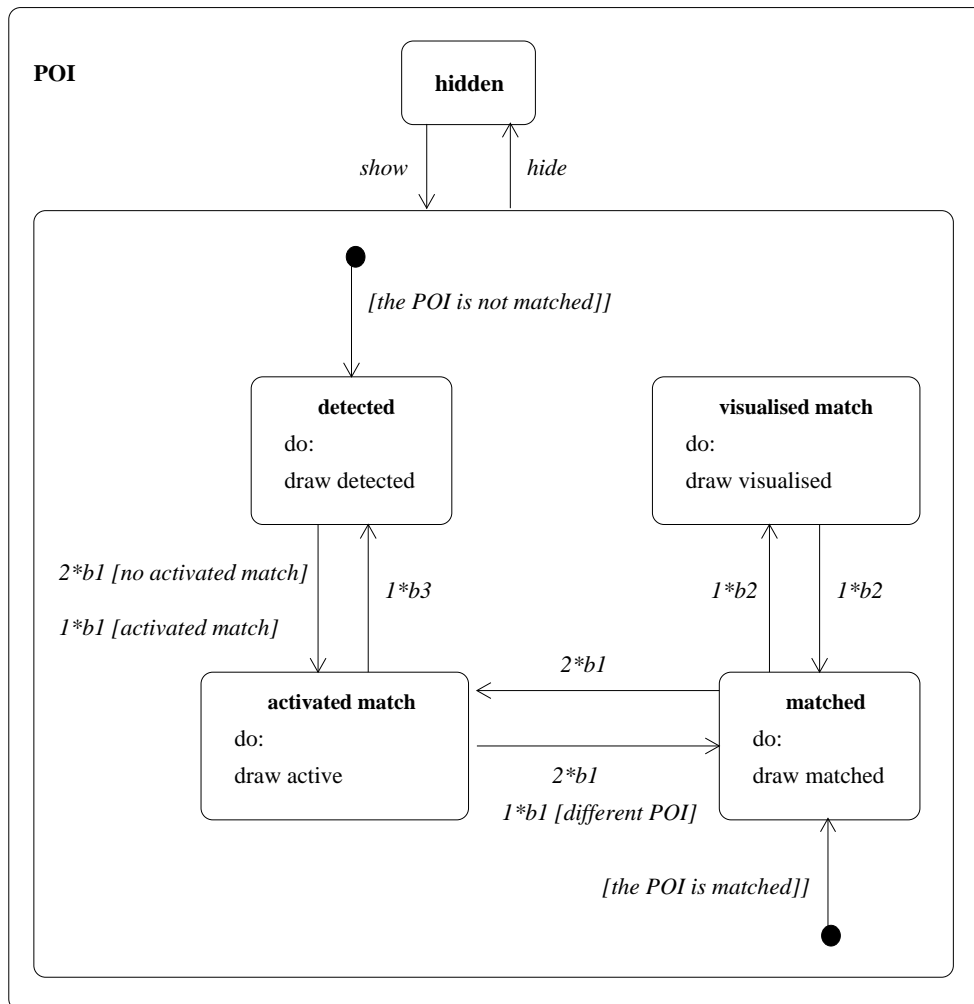 POI
hidden
show
hide
[the POI is not matched]]
detected
do:
draw detected
visualised match
do:
draw visualised
2*b1 [no activated match]
1*b1 [activated match]
1*b3
1*b2
1*b2
2*b1
activated match
do:
draw active
matched
do:
draw matched
2*b1
1*b1 [different POI]
[the POI is matched]]